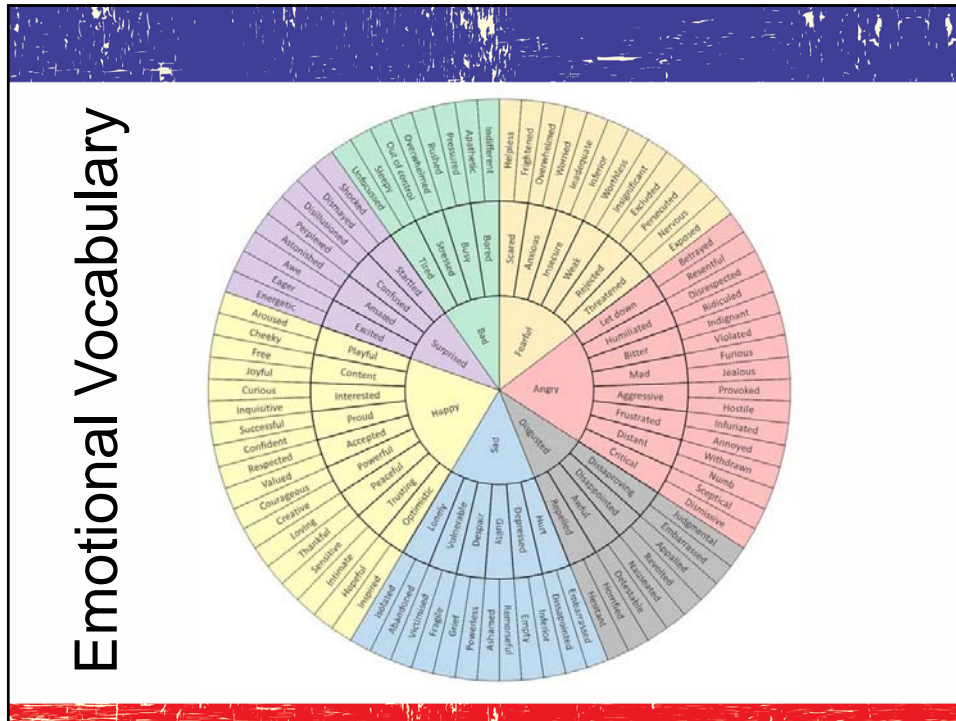 Emotional Vocabulary
Fearful
Angry
Disgusted
Sad
Happy
Surprised
Bad
Scared
Anxious
Insecure
Weak
Rejected
Threatened
Let down
Humiliated
Bitter
Mad
Aggressive
Frustrated
Distant
Critical
Dissaproving
Disappointed
Awful
Repelled
Hurt
Depressed
Guilty
Despair
Vulnerable
Lonely
Optimistic
Trusting
Peaceful
Powerful
Accepted
Proud
Interested
Content
Playful
Excited
Amazed
Confused
Startled
Tired
Stressed
Busy
Bored
Helpless
Frightened
Overwhelmed
Worried
Inadequate
Inferior
Worthless
Insignificant
Excluded
Persecuted
Nervous
Exposed
Betrayed
Resentful
Disrespected
Ridiculed
Indignant
Violated
Furious
Jealous
Provoked
Hostile
Infuriated
Annoyed
Withdrawn
Numb
Sceptical
Dismissive
Judgmental
Embarrassed
Appalled
Revolted
Nauseated
Detestable
Horrified
Hesitant
Embarrassed
Dissapointed
Inferior
Empty
Remorseful
Ashamed
Powerless
Grief
Fragile
Victimised
Abandoned
Isolated
Inspired
Hopeful
Intimate
Sensitive
Thankful
Loving
Creative
Courageous
Valued
Respected
Confident
Successful
Inquisitive
Curious
Joyful
Free
Cheeky
Aroused
Energetic
Eager
Awe
Astonished
Perplexed
Disillusioned
Dismayed
Shocked
Unfocussed
Sleepy
Out of control
Overwhelmed
Rushed
Pressured
Apathetic
Indifferent